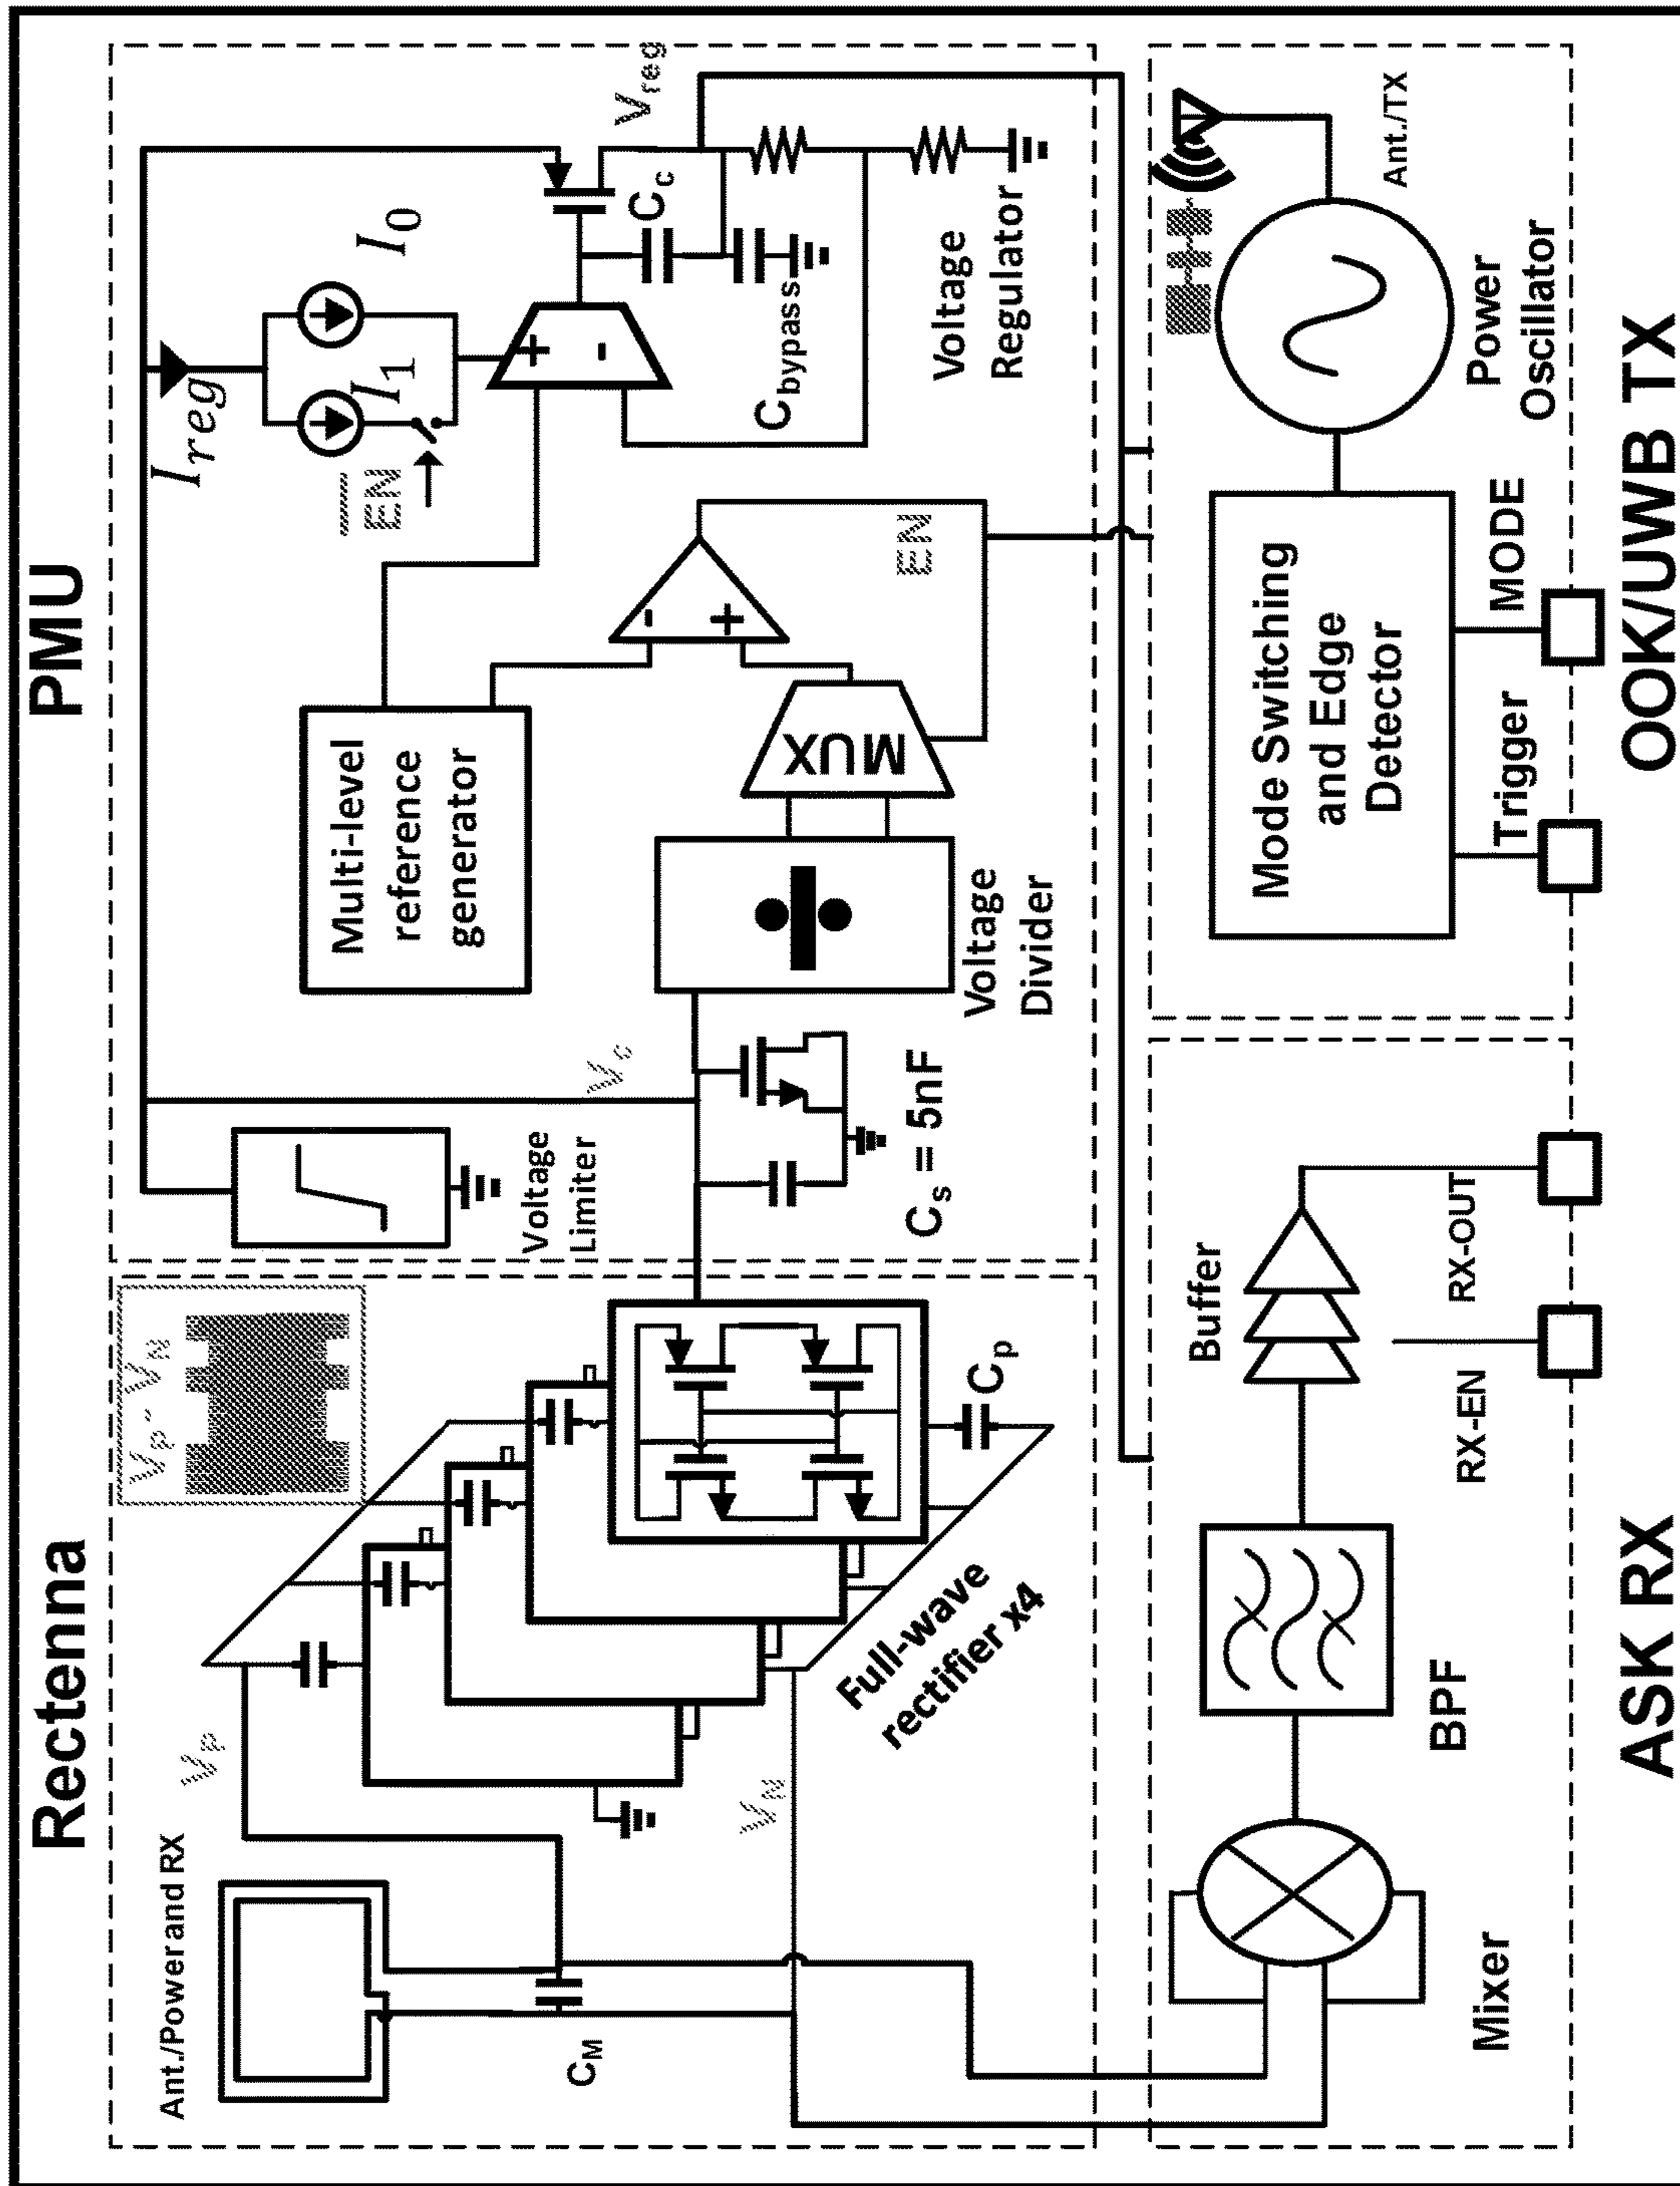 Rectenna
PMU
Ant./Power and RX
V_P
V_P - V_N
C_M
V_N
Full-wave
rectifier x4
C_p
Voltage
Limiter
V_c
C_s = 5nF
Multi-level
reference
generator
Voltage
Divider
MUX
-
+
EN
I_reg
EN
I_1
I_0
+
-
C_c
C_bypass
V_reg
Voltage
Regulator
Mixer
BPF
Buffer
RX-EN
RX-OUT
ASK RX
Mode Switching
and Edge
Detector
Trigger
MODE
Power
Oscillator
Ant./TX
OOK/UWB TX